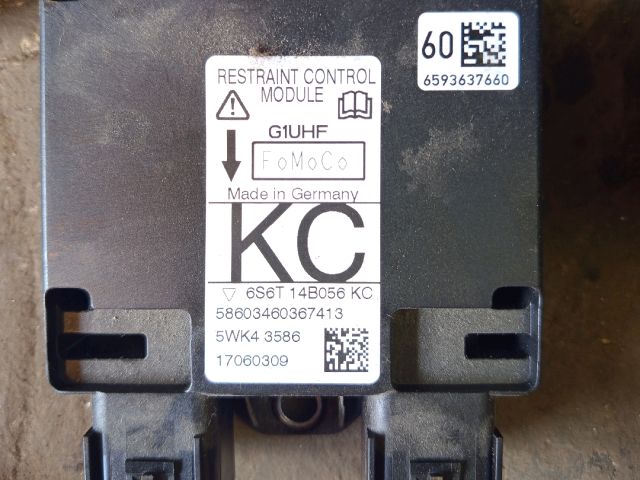 60
6593637660
RESTRAINT CONTROL
MODULE
G1UHF
FoMoCo
Made in Germany
KC
6S6T 14B056 KC
58603460367413
5WK4 3586
17060309